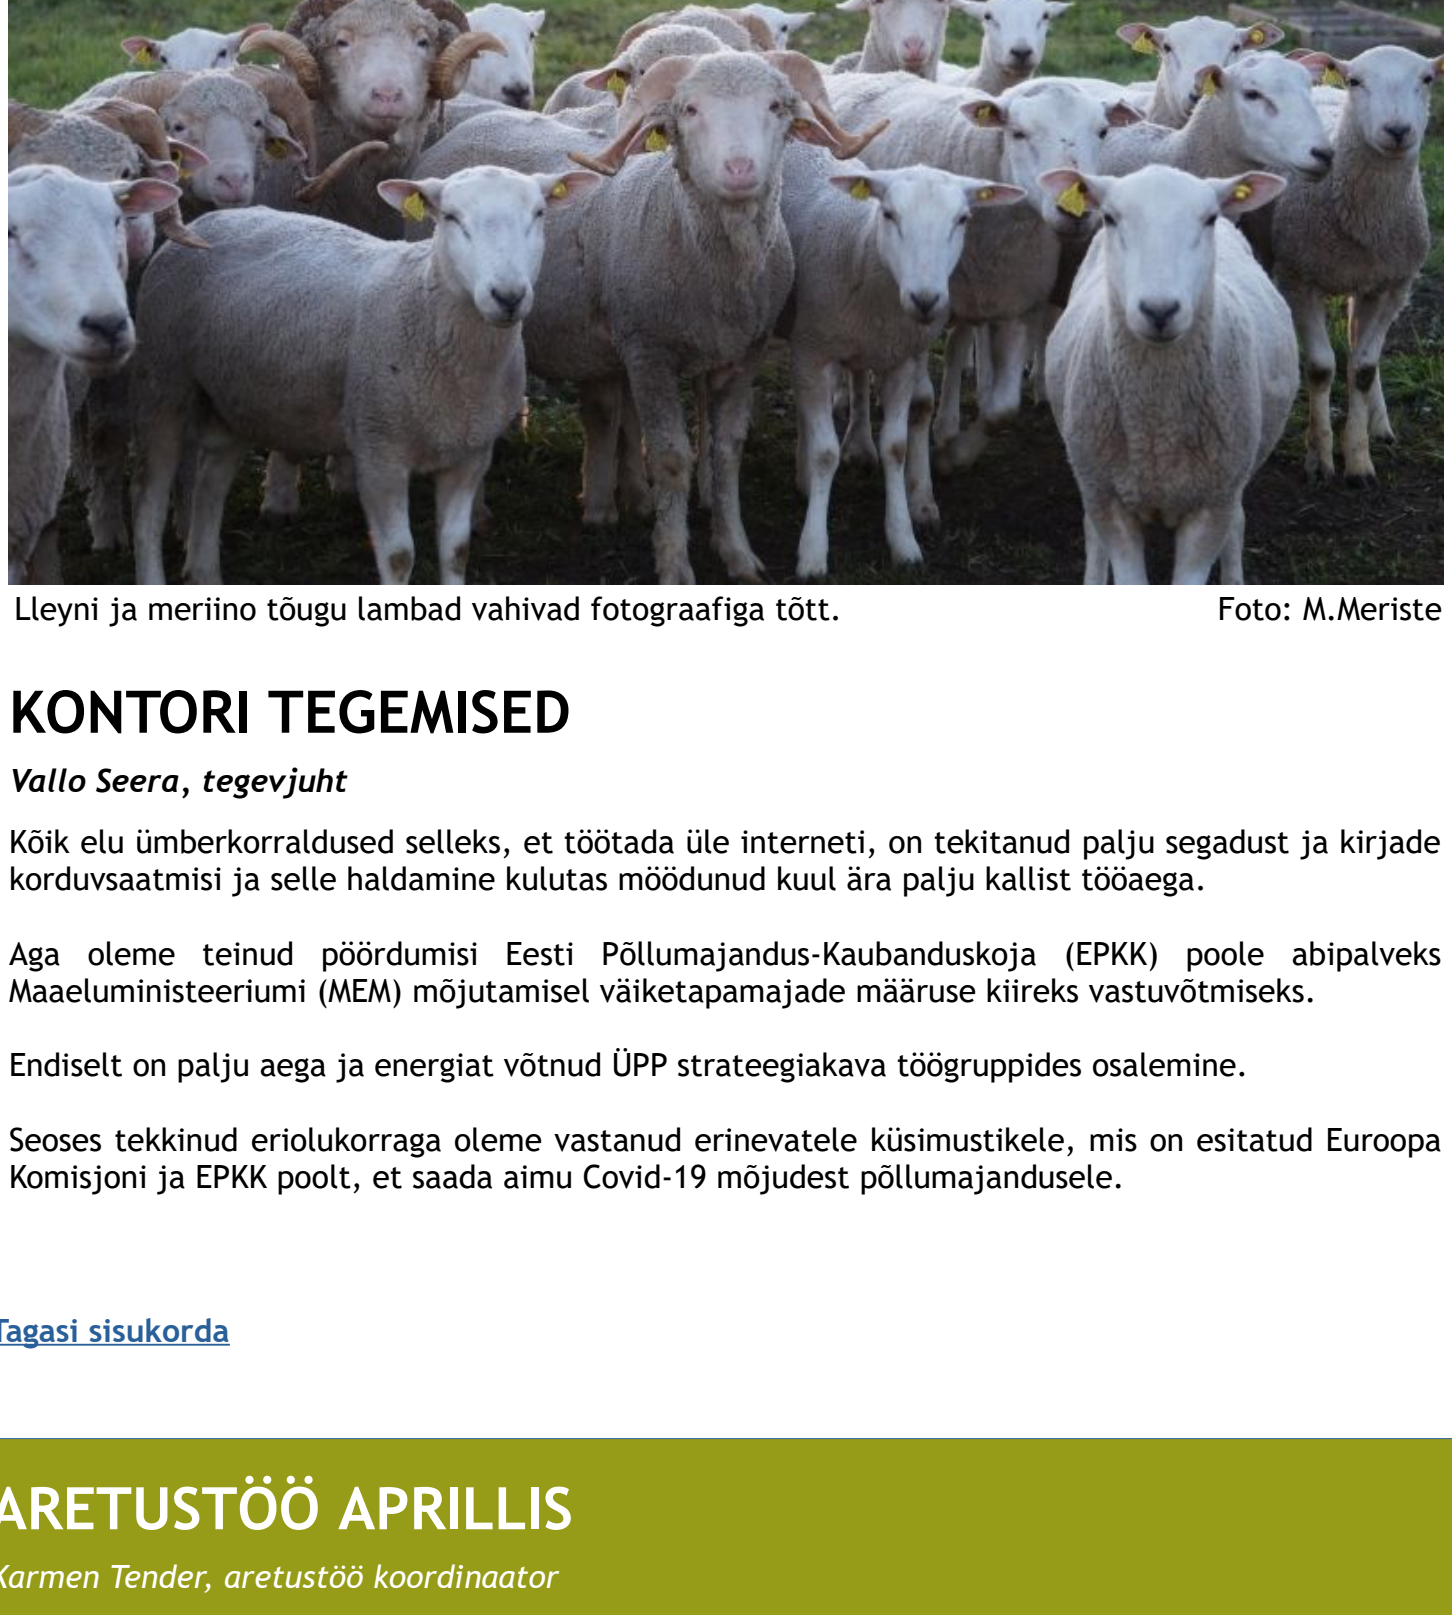 Lleyni ja meriino tõugu lambad vahivad fotograafiga tõtt. Foto: M.Meriste
KONTORI TEGEMISED
Vallo Seera, tegevjuht
Kõik elu ümberkorraldused selleks, et töötada üle interneti, on tekitanud palju segadust ja kirjade
korduvsaatmisi ja selle haldamine kulutas möödunud kuul ära palju kallist tööaega.
Aga oleme teinud pöördumisi Eesti Põllumajandus-Kaubanduskoja (EPKK) poole abipalveks
Maaeluministeeriumi (MEM) mõjutamisel väiketapamajade määruse kiireks vastuvõtmiseks.
Endiselt on palju aega ja energiat võtnud ÜPP strateegiakava töögruppides osalemine.
Seoses tekkinud eriolukorraga oleme vastanud erinevatele küsimustikele, mis on esitatud Euroopa
Komisjoni ja EPKK poolt, et saada aimu Covid-19 mõjudest põllumajandusele.
Tagasi sisukorda
ARETUSTÖÖ APRILLIS
Karmen Tender, aretustöö koordinaator